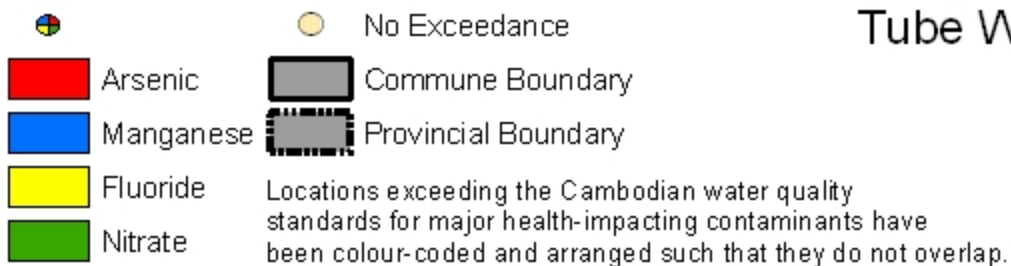 No Exceedance
Tube
Arsenic
Commune Boundary
Manganese
Provincial Boundary
Fluoride
Nitrate
Locations exceeding the Cambodian water quality
standards for major health-impacting contaminants have
been colour-coded and arranged such that they do not overlap.